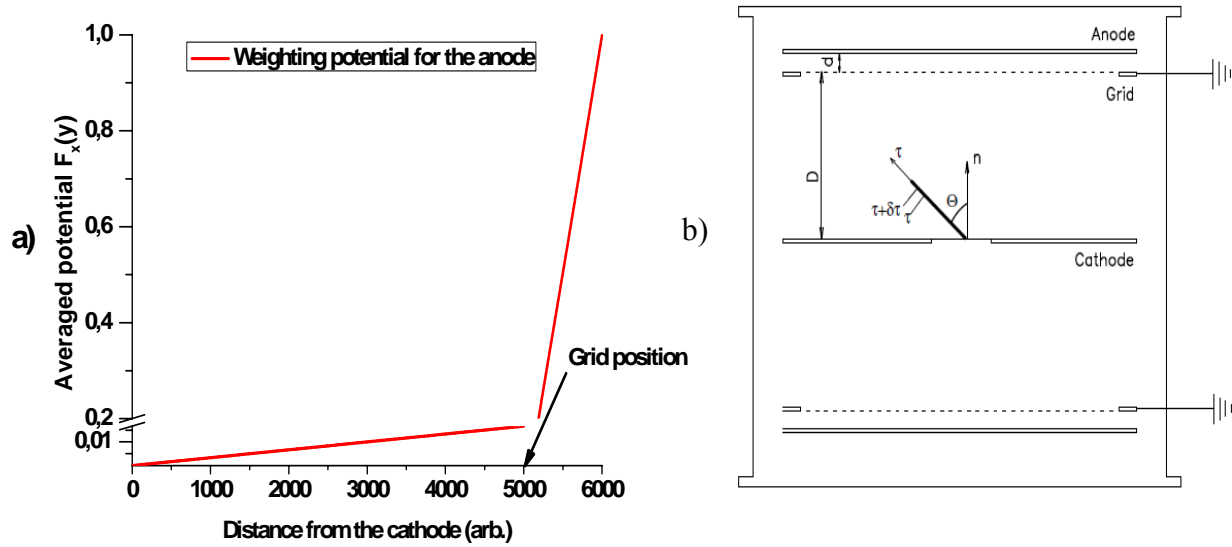 a)
Averaged potential F_x(y)
1,0
0,8
0,6
0,4
0,2
0,01
Weighting potential for the anode
Grid position
0 1000 2000 3000 4000 5000 6000
Distance from the cathode (arb.)
b)
Anode
d
Grid
D
τ
n
τ+δτ
τ
Θ
Cathode